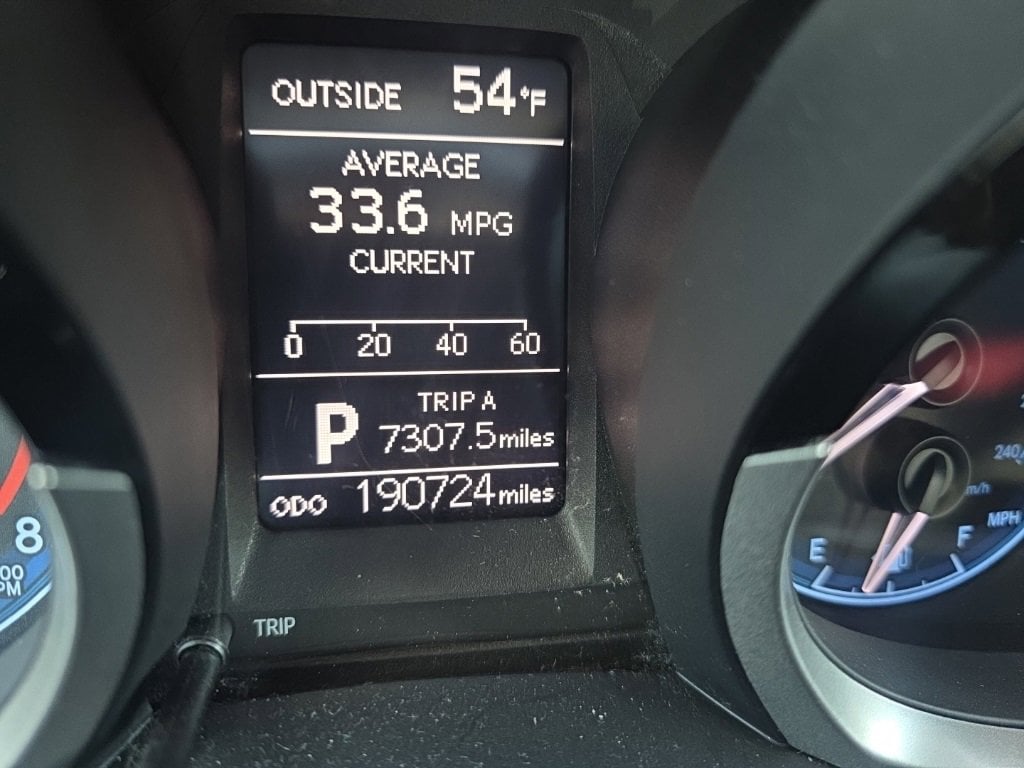 OUTSIDE 54°F
AVERAGE
33.6 MPG
CURRENT
0 20 40 60
TRIP A
P 7307.5 miles
ODO 190724 miles
TRIP
8
E F
240
MPH